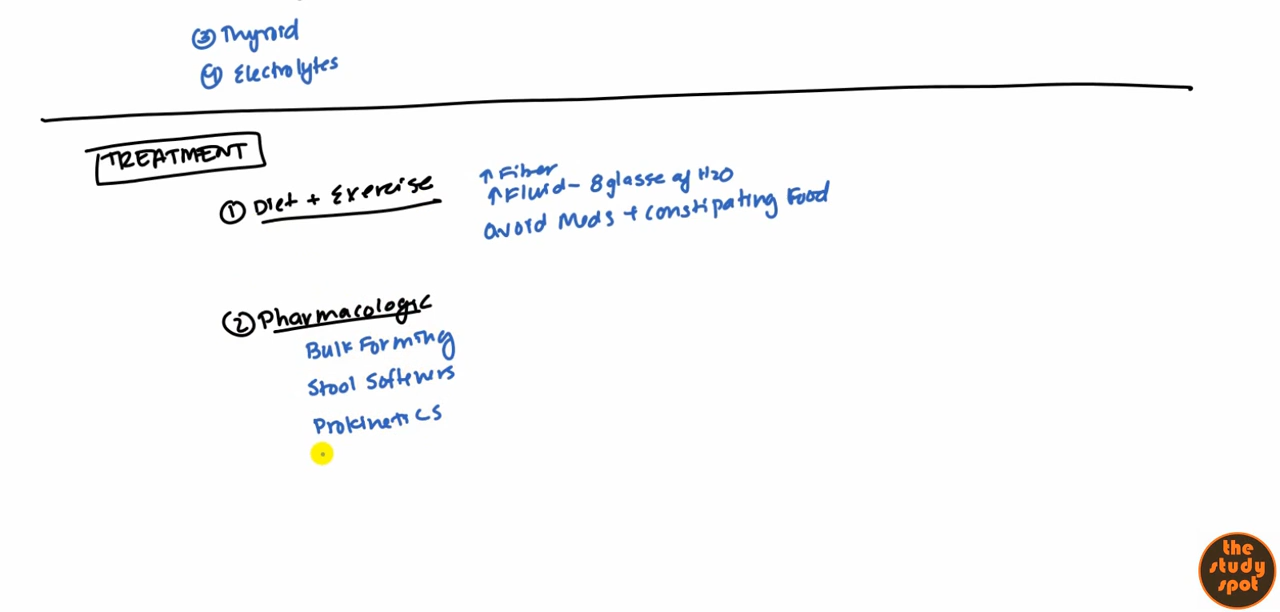 ③ Thyroid
④ Electrolytes
TREATMENT
① Diet + Exercise
↑ Fiber
↑ Fluid - 8 glasse of H2O
avoid Meds + constipating Food
② Pharmacologic
Bulk Forming
Stool Softeners
Prokinetics
the
study
spot